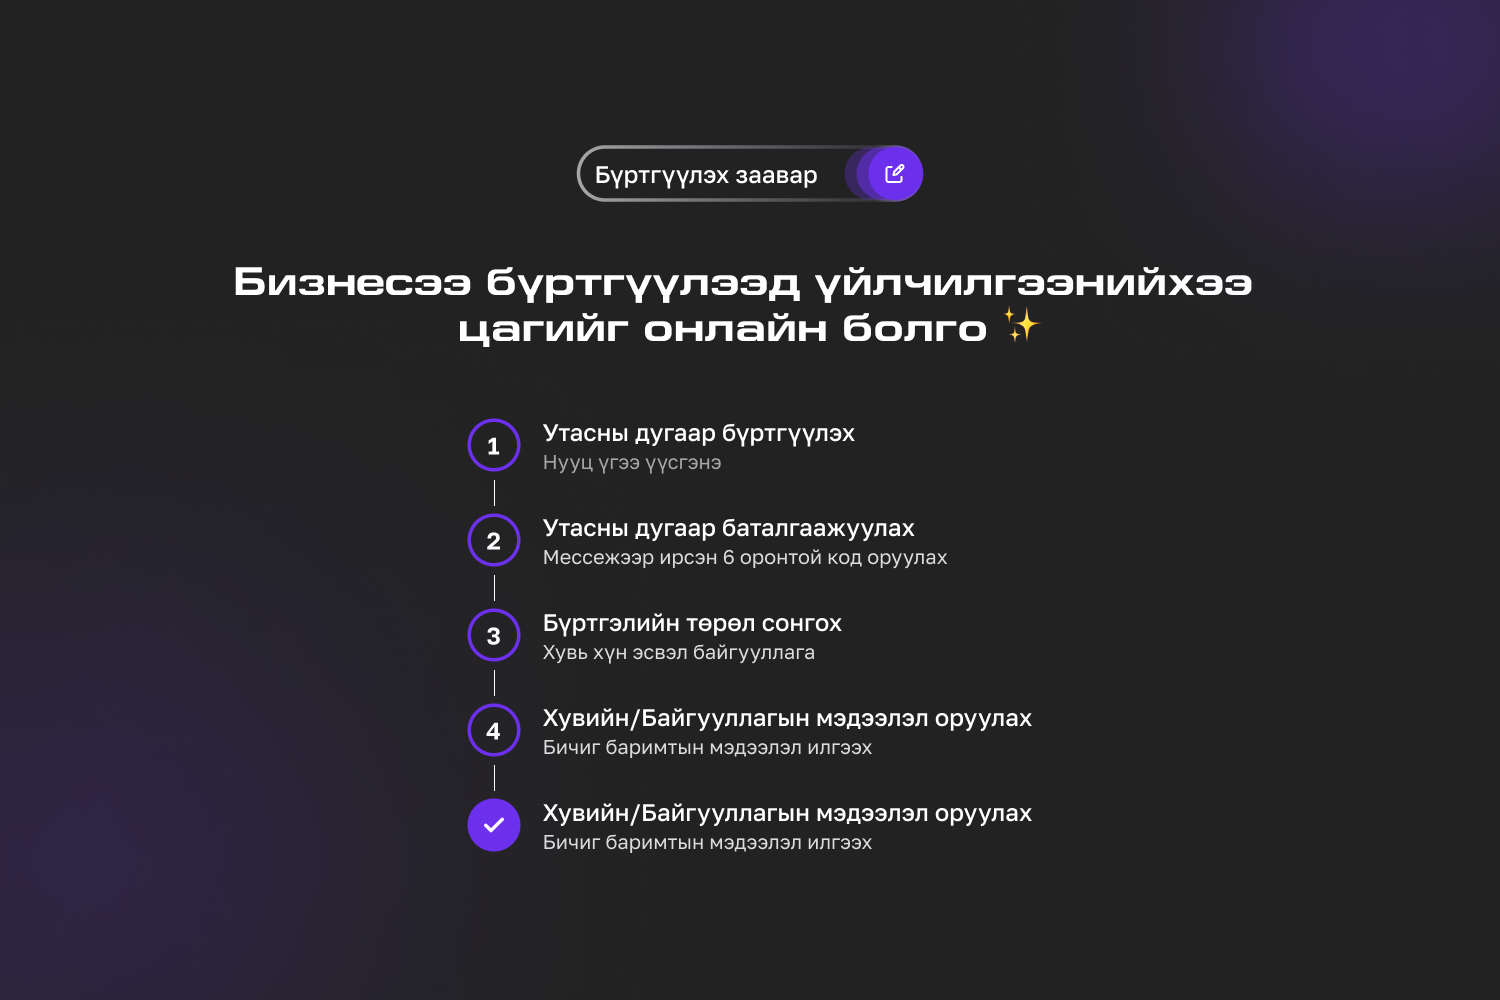 Бүртгүүлэх заавар
Бизнесээ бүртгүүлээд үйлчилгээнийхээ
цагийг онлайн болго ✨
1
Утасны дугаар бүртгүүлэх
Нууц үгээ үүсгэнэ
2
Утасны дугаар баталгаажуулах
Мессежээр ирсэн 6 оронтой код оруулах
3
Бүртгэлийн төрөл сонгох
Хувь хүн эсвэл байгууллага
4
Хувийн/Байгууллагын мэдээлэл оруулах
Бичиг баримтын мэдээлэл илгээх
Хувийн/Байгууллагын мэдээлэл оруулах
Бичиг баримтын мэдээлэл илгээх